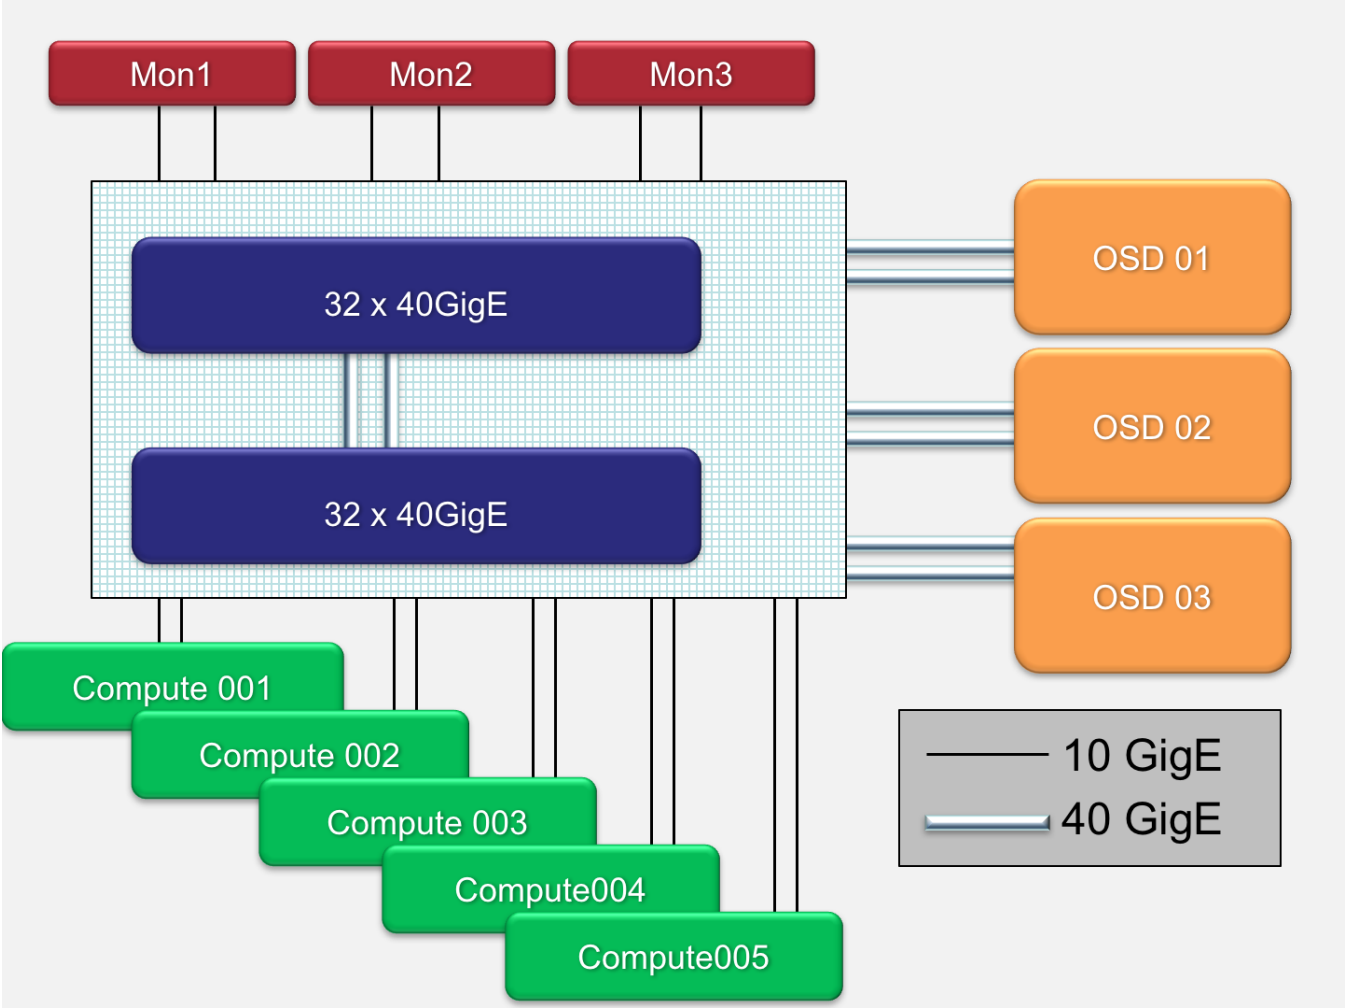 Mon1
Mon2
Mon3
32 x 40GigE
32 x 40GigE
OSD 01
OSD 02
OSD 03
Compute 001
Compute 002
Compute 003
Compute004
Compute005
10 GigE
40 GigE